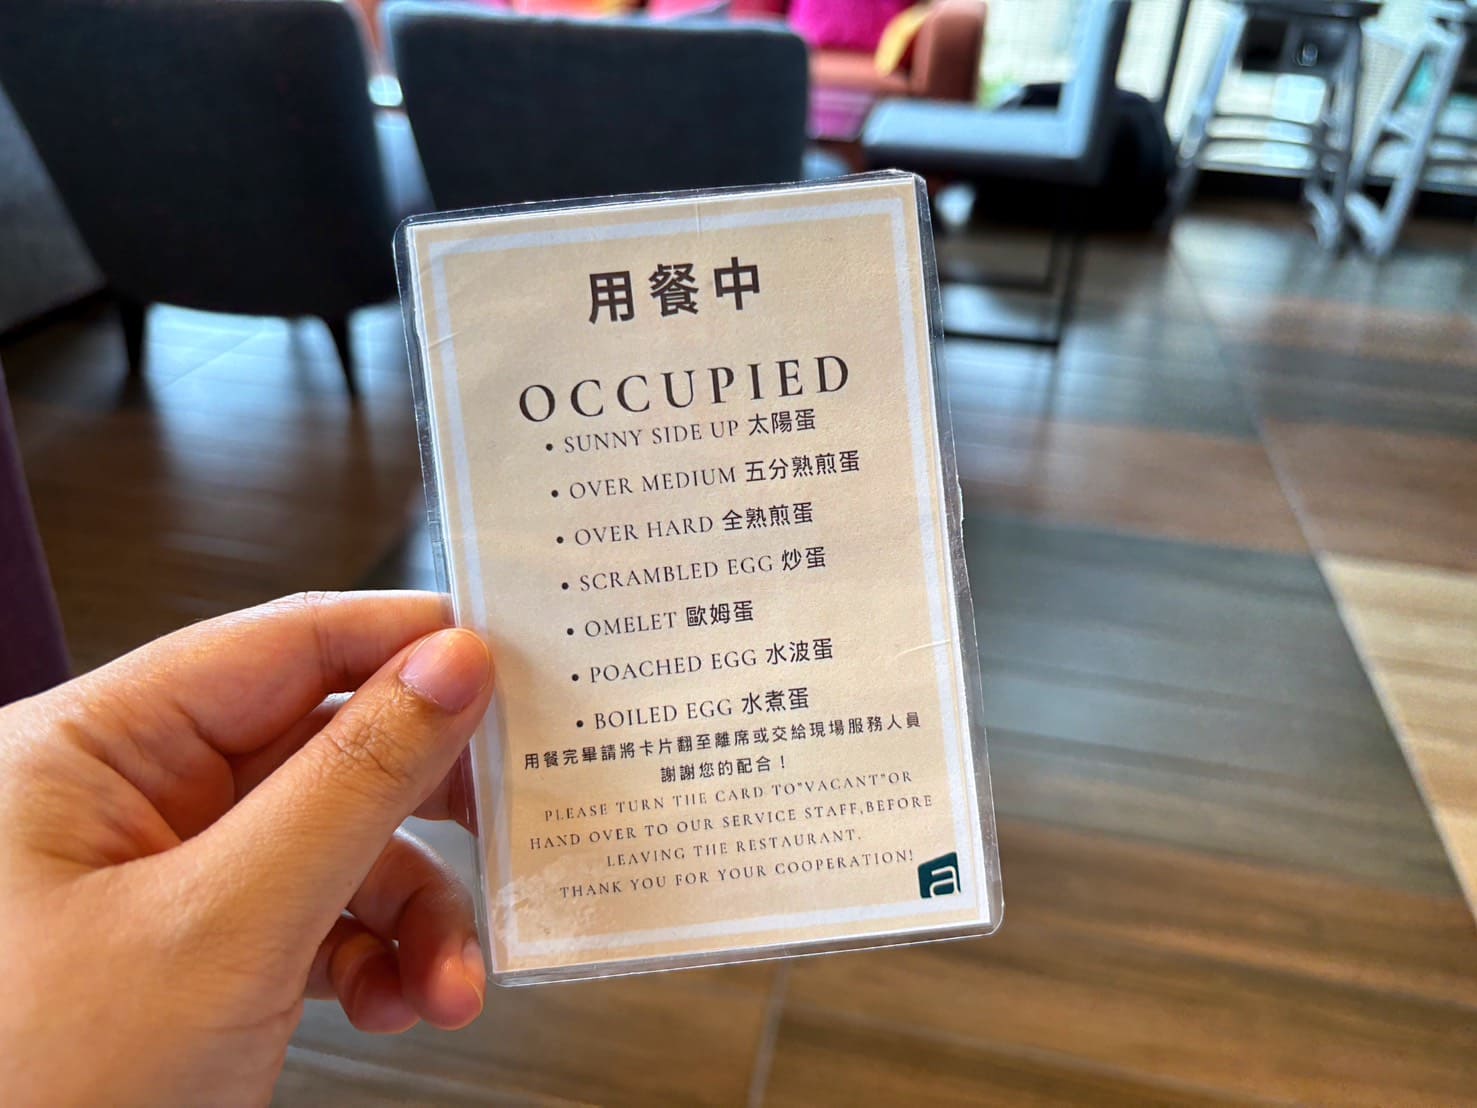 用餐中
OCCUPIED
• SUNNY SIDE UP 太陽蛋
• OVER MEDIUM 五分熟煎蛋
• OVER HARD 全熟煎蛋
• SCRAMBLED EGG 炒蛋
• OMELET 歐姆蛋
• POACHED EGG 水波蛋
• BOILED EGG 水煮蛋
用餐完畢請將卡片翻至離席或交給現場服務人員
謝謝您的配合！
PLEASE TURN THE CARD TO"VACANT"OR
HAND OVER TO OUR SERVICE STAFF,BEFORE
LEAVING THE RESTAURANT.
THANK YOU FOR YOUR COOPERATION!
a